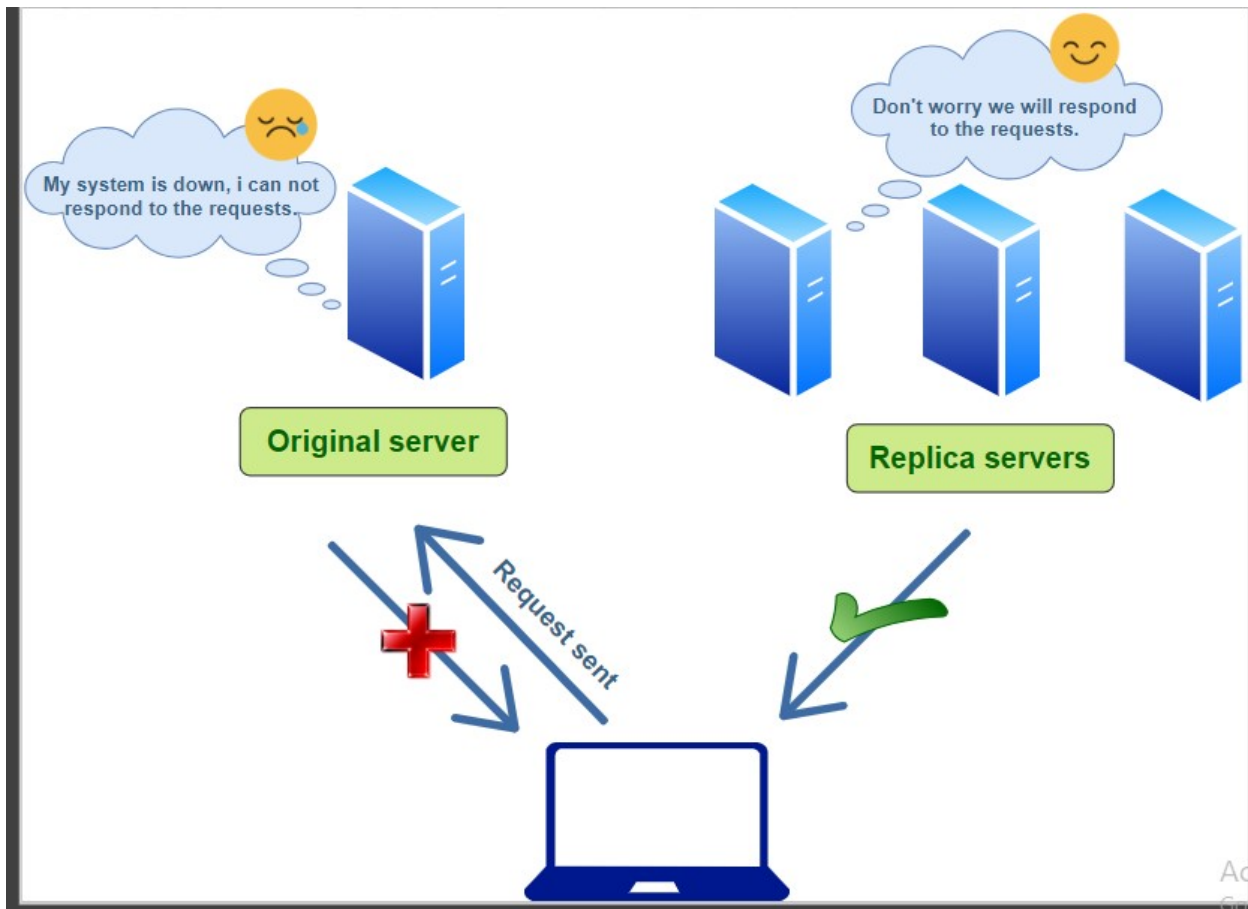 My system is down, i can not
respond to the requests.
Don't worry we will respond
to the requests.
Original server
Replica servers
Request sent